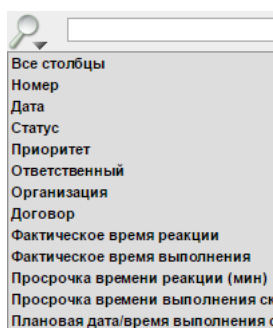 Все столбцы
Номер
Дата
Статус
Приоритет
Ответственный
Организация
Договор
Фактическое время реакции
Фактическое время выполнения
Просрочка времени реакции (мин)
Просрочка времени выполнения
Плановая дата/время выполнения